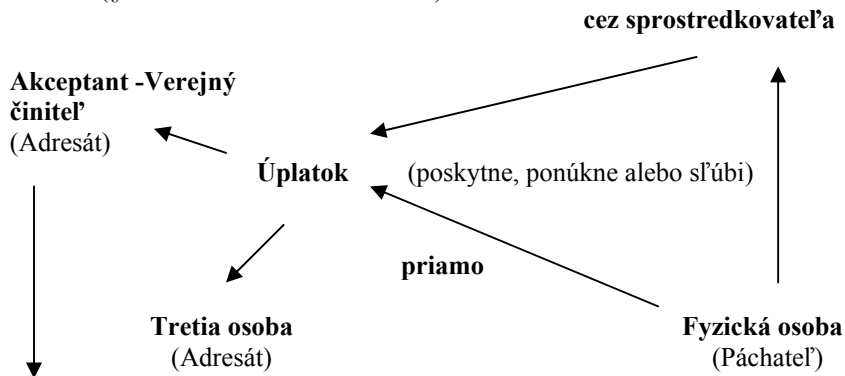 cez sprostredkovateľa
Akceptant -Verejný
činiteľ
(Adresát)
Úplatok (poskytne, ponúkne alebo sľúbi)
priamo
Tretia osoba Fyzická osoba
(Adresát) (Páchateľ)